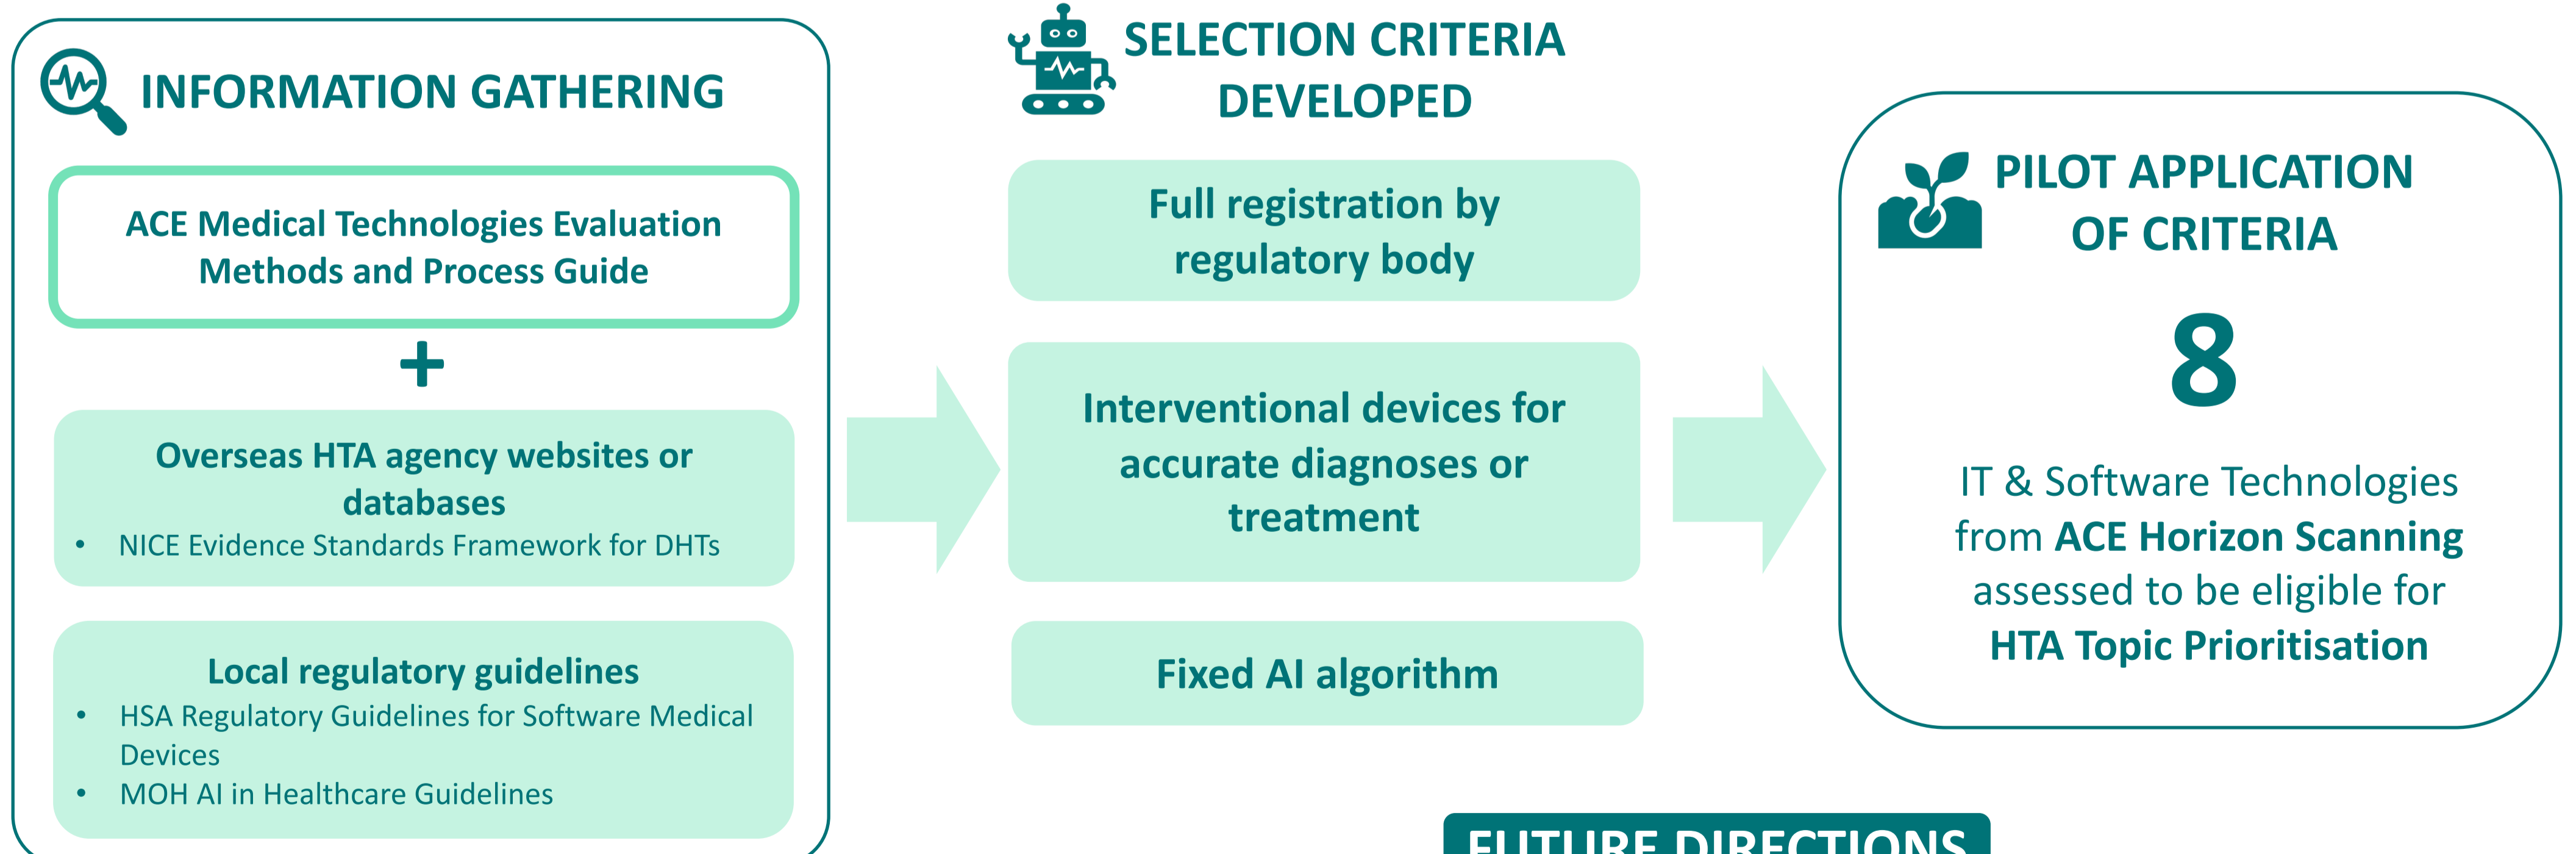 INFORMATION GATHERING
ACE Medical Technologies Evaluation
Methods and Process Guide
+
Overseas HTA agency websites or
databases
• NICE Evidence Standards Framework for DHTs
Local regulatory guidelines
• HSA Regulatory Guidelines for Software Medical
Devices
• MOH AI in Healthcare Guidelines
SELECTION CRITERIA
DEVELOPED
Full registration by
regulatory body
Interventional devices for
accurate diagnoses or
treatment
Fixed AI algorithm
PILOT APPLICATION
OF CRITERIA
8
IT & Software Technologies
from ACE Horizon Scanning
assessed to be eligible for
HTA Topic Prioritisation
FUTURE DIRECTIONS